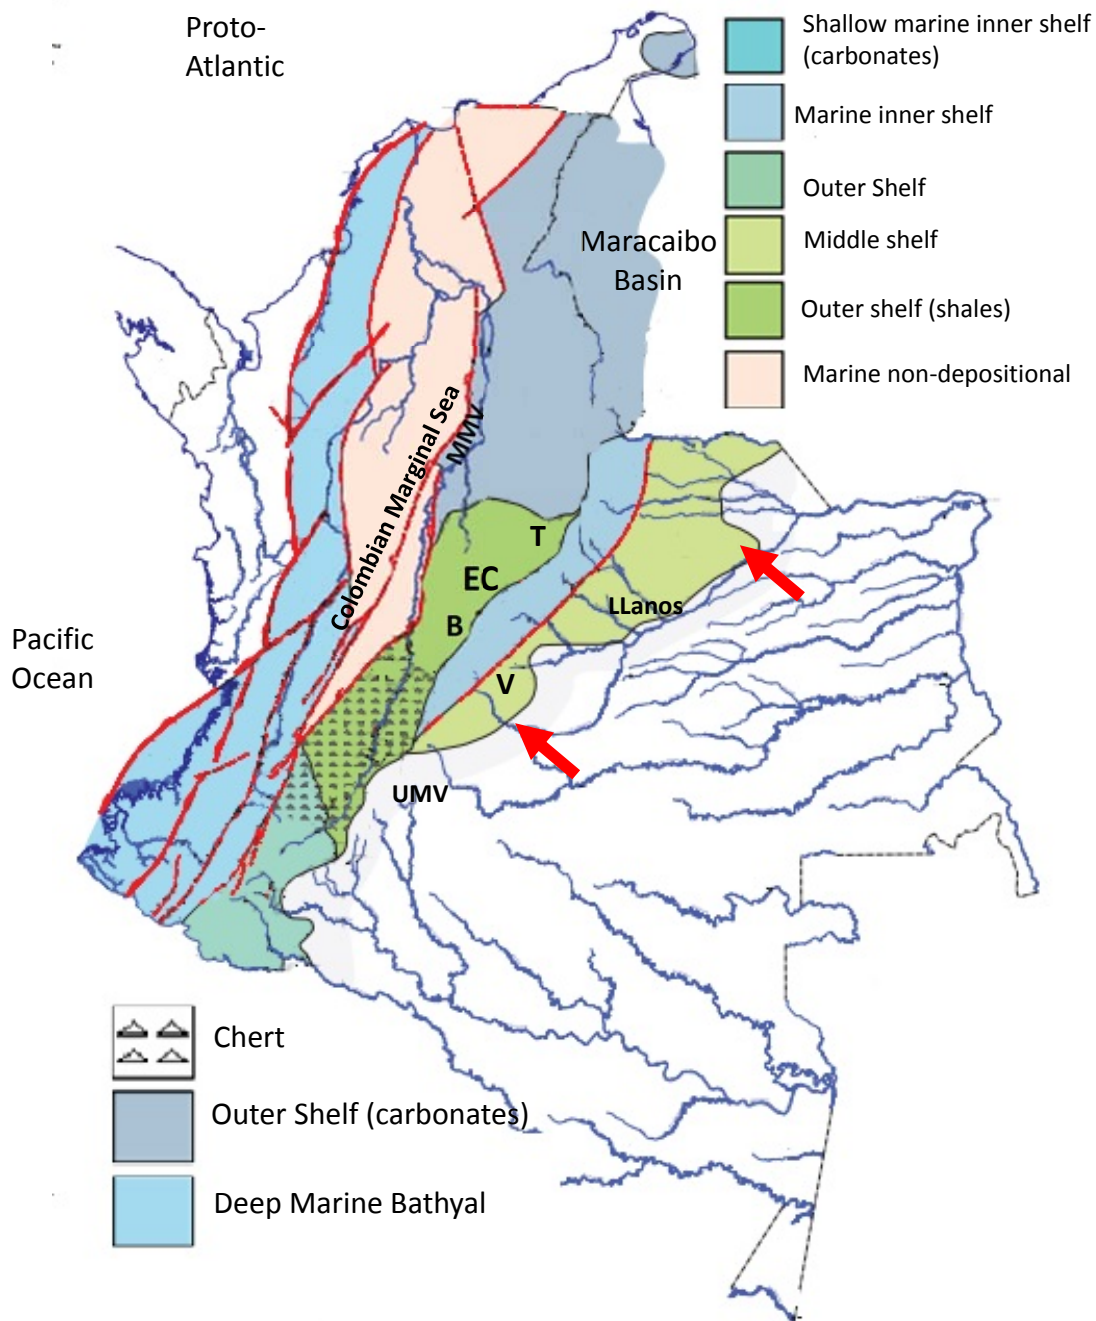 Proto-
Atlantic
Shallow marine inner shelf
(carbonates)
Marine inner shelf
Outer Shelf
Middle shelf
Outer shelf (shales)
Marine non-depositional
Maracaibo
Basin
Colombian Marginal Sea
MMV
T
EC
B
LLanos
V
UMV
Pacific
Ocean
Chert
Outer Shelf (carbonates)
Deep Marine Bathyal